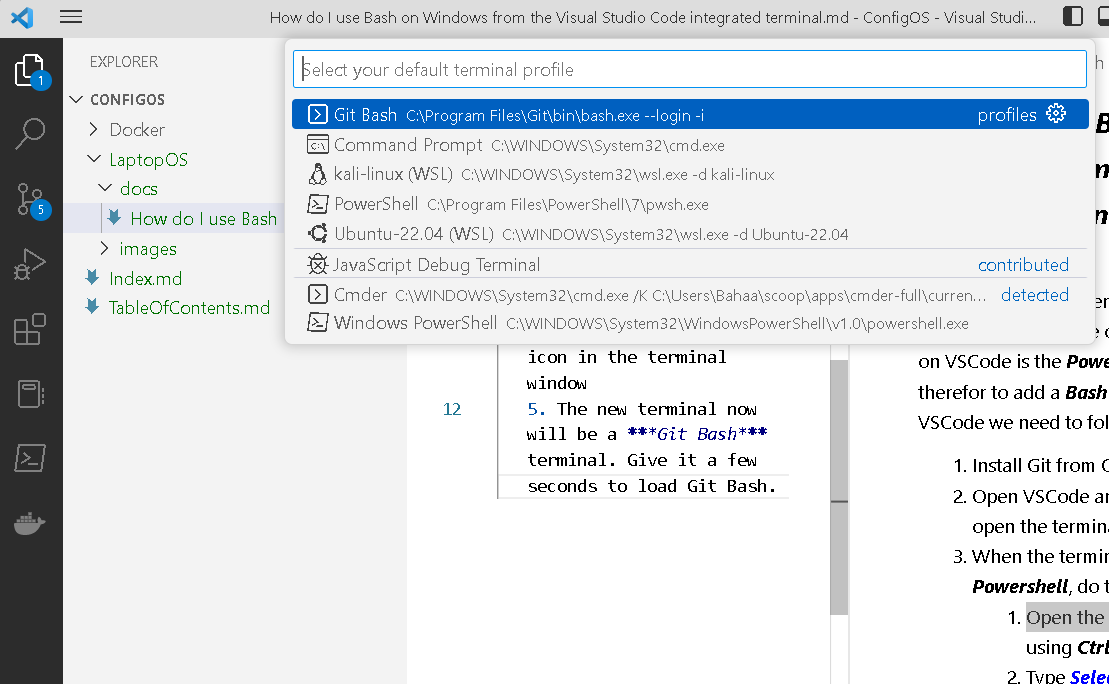 How do I use Bash on Windows from the Visual Studio Code integrated terminal.md - ConfigOS - Visual Studi...
EXPLORER
1
CONFIGOS
Docker
LaptopOS
docs
How do I use Bash
images
Index.md
TableOfContents.md
5
Select your default terminal profile
Git Bash C:\Program Files\Git\bin\bash.exe --login -i profiles
Command Prompt C:\WINDOWS\System32\cmd.exe
kali-linux (WSL) C:\WINDOWS\System32\wsl.exe -d kali-linux
PowerShell C:\Program Files\PowerShell\7\pwsh.exe
Ubuntu-22.04 (WSL) C:\WINDOWS\System32\wsl.exe -d Ubuntu-22.04
JavaScript Debug Terminal contributed
Cmder C:\WINDOWS\System32\cmd.exe /K C:\Users\Bahaa\scoop\apps\cmder-full\curren... detected
Windows PowerShell C:\WINDOWS\System32\WindowsPowerShell\v1.0\powershell.exe
icon in the terminal
window
12 5. The new terminal now
will be a ***Git Bash***
terminal. Give it a few
seconds to load Git Bash.
on VSCode is the Powe
therefor to add a Bash
VSCode we need to fol
1. Install Git from
2. Open VSCode an
open the termina
3. When the termin
Powershell, do t
1. Open the
using Ctrl
2. Type Selec